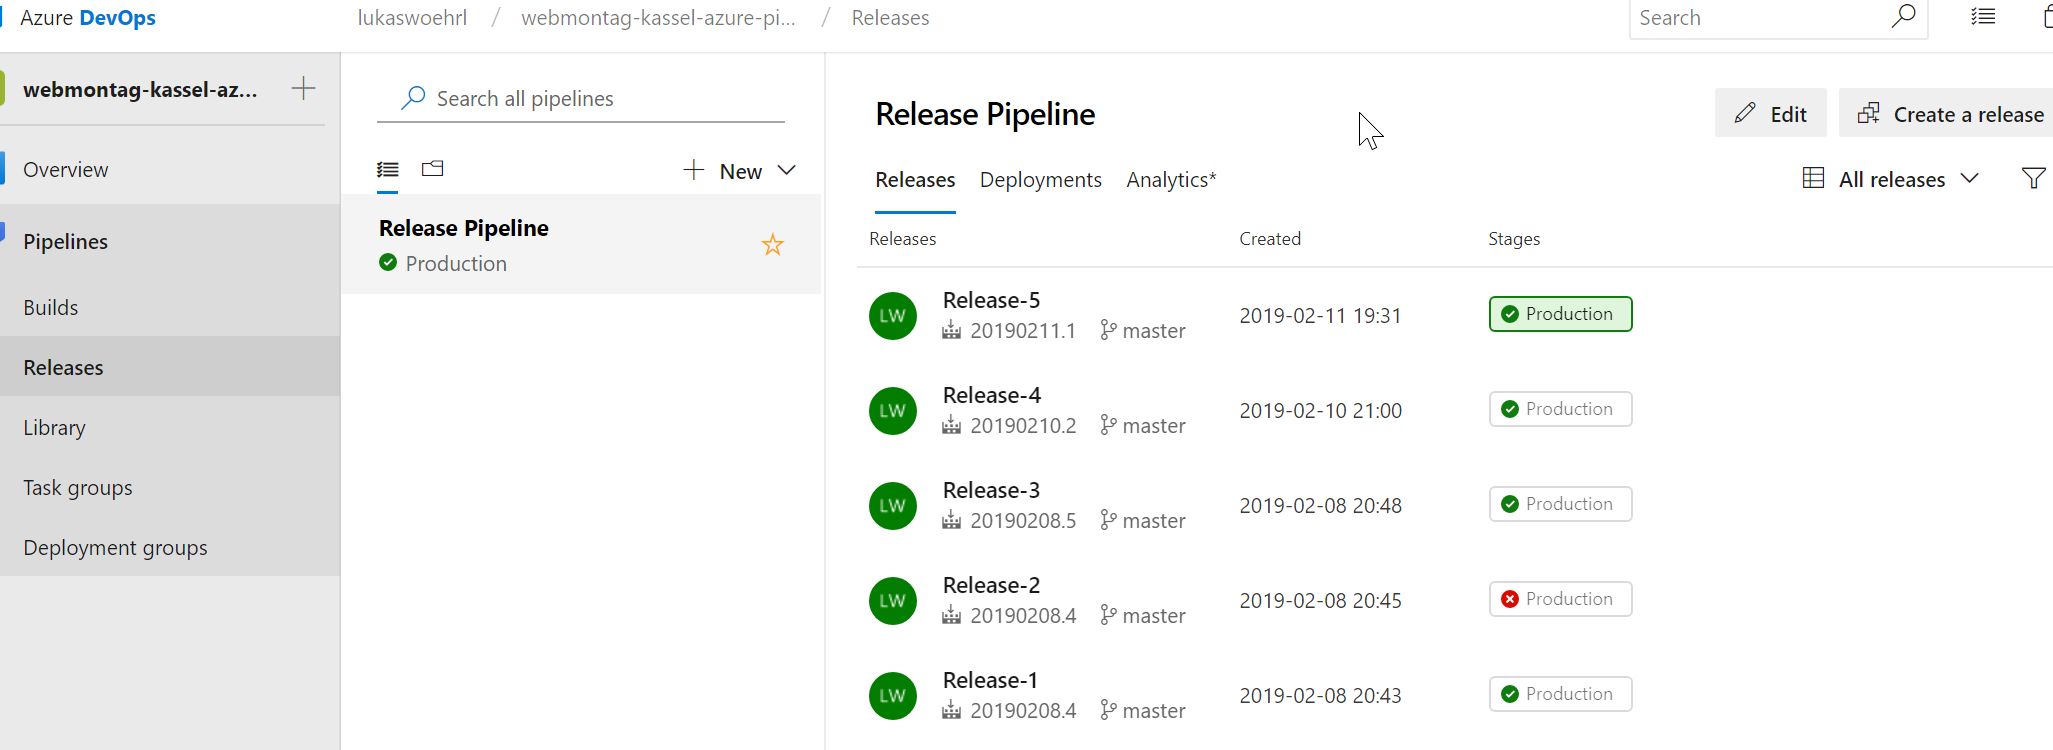 Azure DevOps
lukaswoehrl / webmontag-kassel-azure-pi... / Releases
Search
webmontag-kassel-az...
Overview
Pipelines
Builds
Releases
Library
Task groups
Deployment groups
Search all pipelines
New
Release Pipeline
Production
Release Pipeline
Edit
Create a release
Releases Deployments Analytics*
All releases
Releases Created Stages
LW Release-5
20190211.1 master 2019-02-11 19:31 Production
LW Release-4
20190210.2 master 2019-02-10 21:00 Production
LW Release-3
20190208.5 master 2019-02-08 20:48 Production
LW Release-2
20190208.4 master 2019-02-08 20:45 Production
LW Release-1
20190208.4 master 2019-02-08 20:43 Production